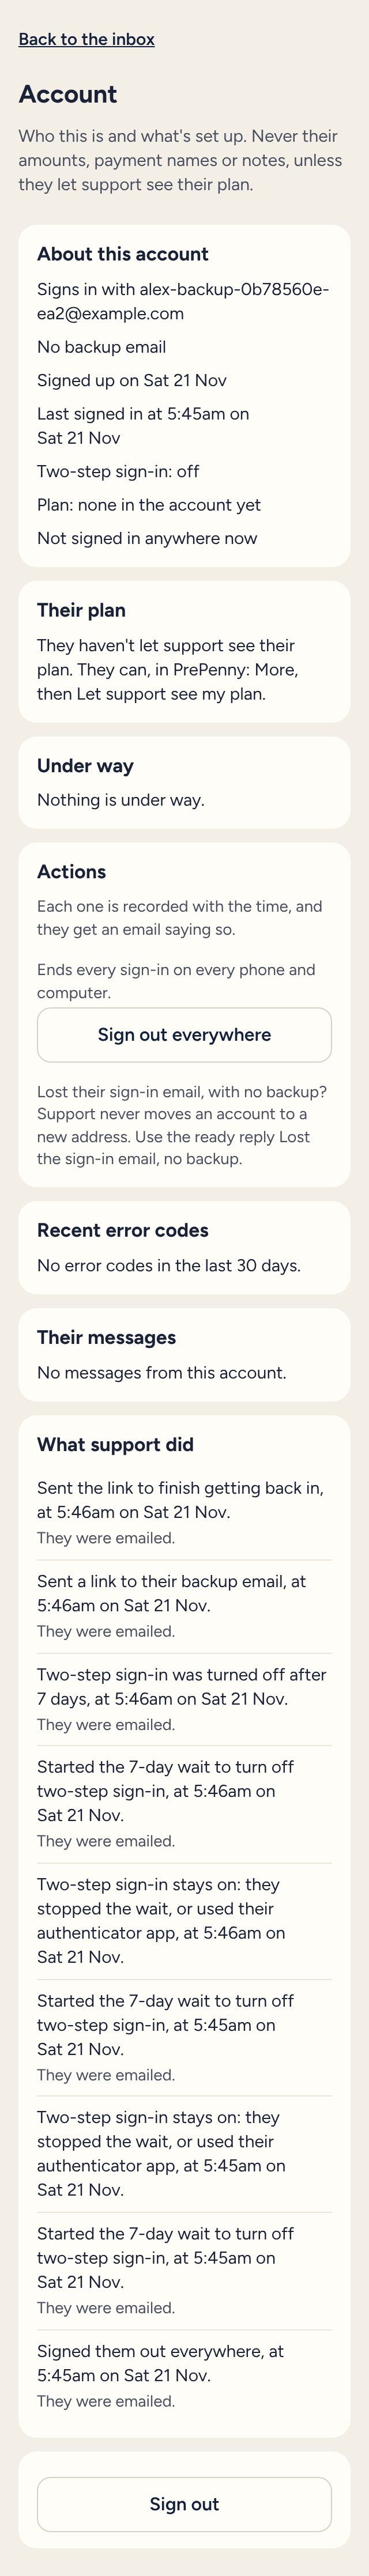 Back to the inbox
Account
Who this is and what's set up. Never their
amounts, payment names or notes, unless
they let support see their plan.
About this account
Signs in with alex-backup-0b78560e-
ea2@example.com
No backup email
Signed up on Sat 21 Nov
Last signed in at 5:45am on
Sat 21 Nov
Two-step sign-in: off
Plan: none in the account yet
Not signed in anywhere now
Their plan
They haven't let support see their
plan. They can, in PrePenny: More,
then Let support see my plan.
Under way
Nothing is under way.
Actions
Each one is recorded with the time, and
they get an email saying so.
Ends every sign-in on every phone and
computer.
Sign out everywhere
Lost their sign-in email, with no backup?
Support never moves an account to a
new address. Use the ready reply Lost
the sign-in email, no backup.
Recent error codes
No error codes in the last 30 days.
Their messages
No messages from this account.
What support did
Sent the link to finish getting back in,
at 5:46am on Sat 21 Nov.
They were emailed.
Sent a link to their backup email, at
5:46am on Sat 21 Nov.
They were emailed.
Two-step sign-in was turned off after
7 days, at 5:46am on Sat 21 Nov.
They were emailed.
Started the 7-day wait to turn off
two-step sign-in, at 5:46am on
Sat 21 Nov.
They were emailed.
Two-step sign-in stays on: they
stopped the wait, or used their
authenticator app, at 5:46am on
Sat 21 Nov.
Started the 7-day wait to turn off
two-step sign-in, at 5:45am on
Sat 21 Nov.
They were emailed.
Two-step sign-in stays on: they
stopped the wait, or used their
authenticator app, at 5:45am on
Sat 21 Nov.
Started the 7-day wait to turn off
two-step sign-in, at 5:45am on
Sat 21 Nov.
They were emailed.
Signed them out everywhere, at
5:45am on Sat 21 Nov.
They were emailed.
Sign out